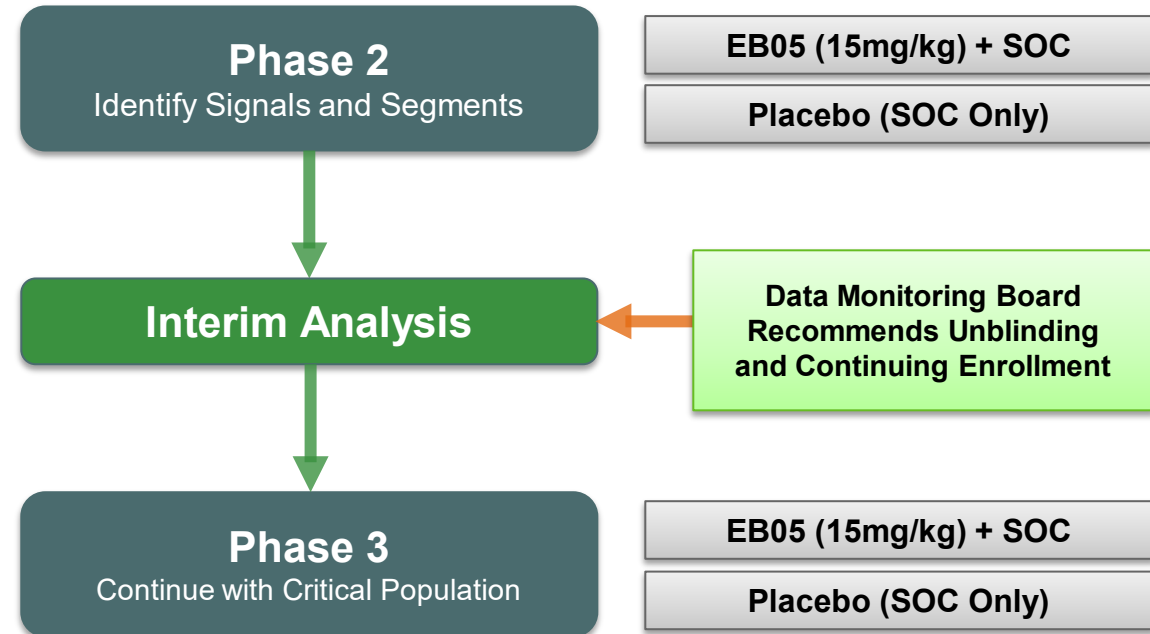 Phase 2
Identify Signals and Segments
EB05 (15mg/kg) + SOC
Placebo (SOC Only)
Interim Analysis
Data Monitoring Board
Recommends Unblinding
and Continuing Enrollment
Phase 3
Continue with Critical Population
EB05 (15mg/kg) + SOC
Placebo (SOC Only)